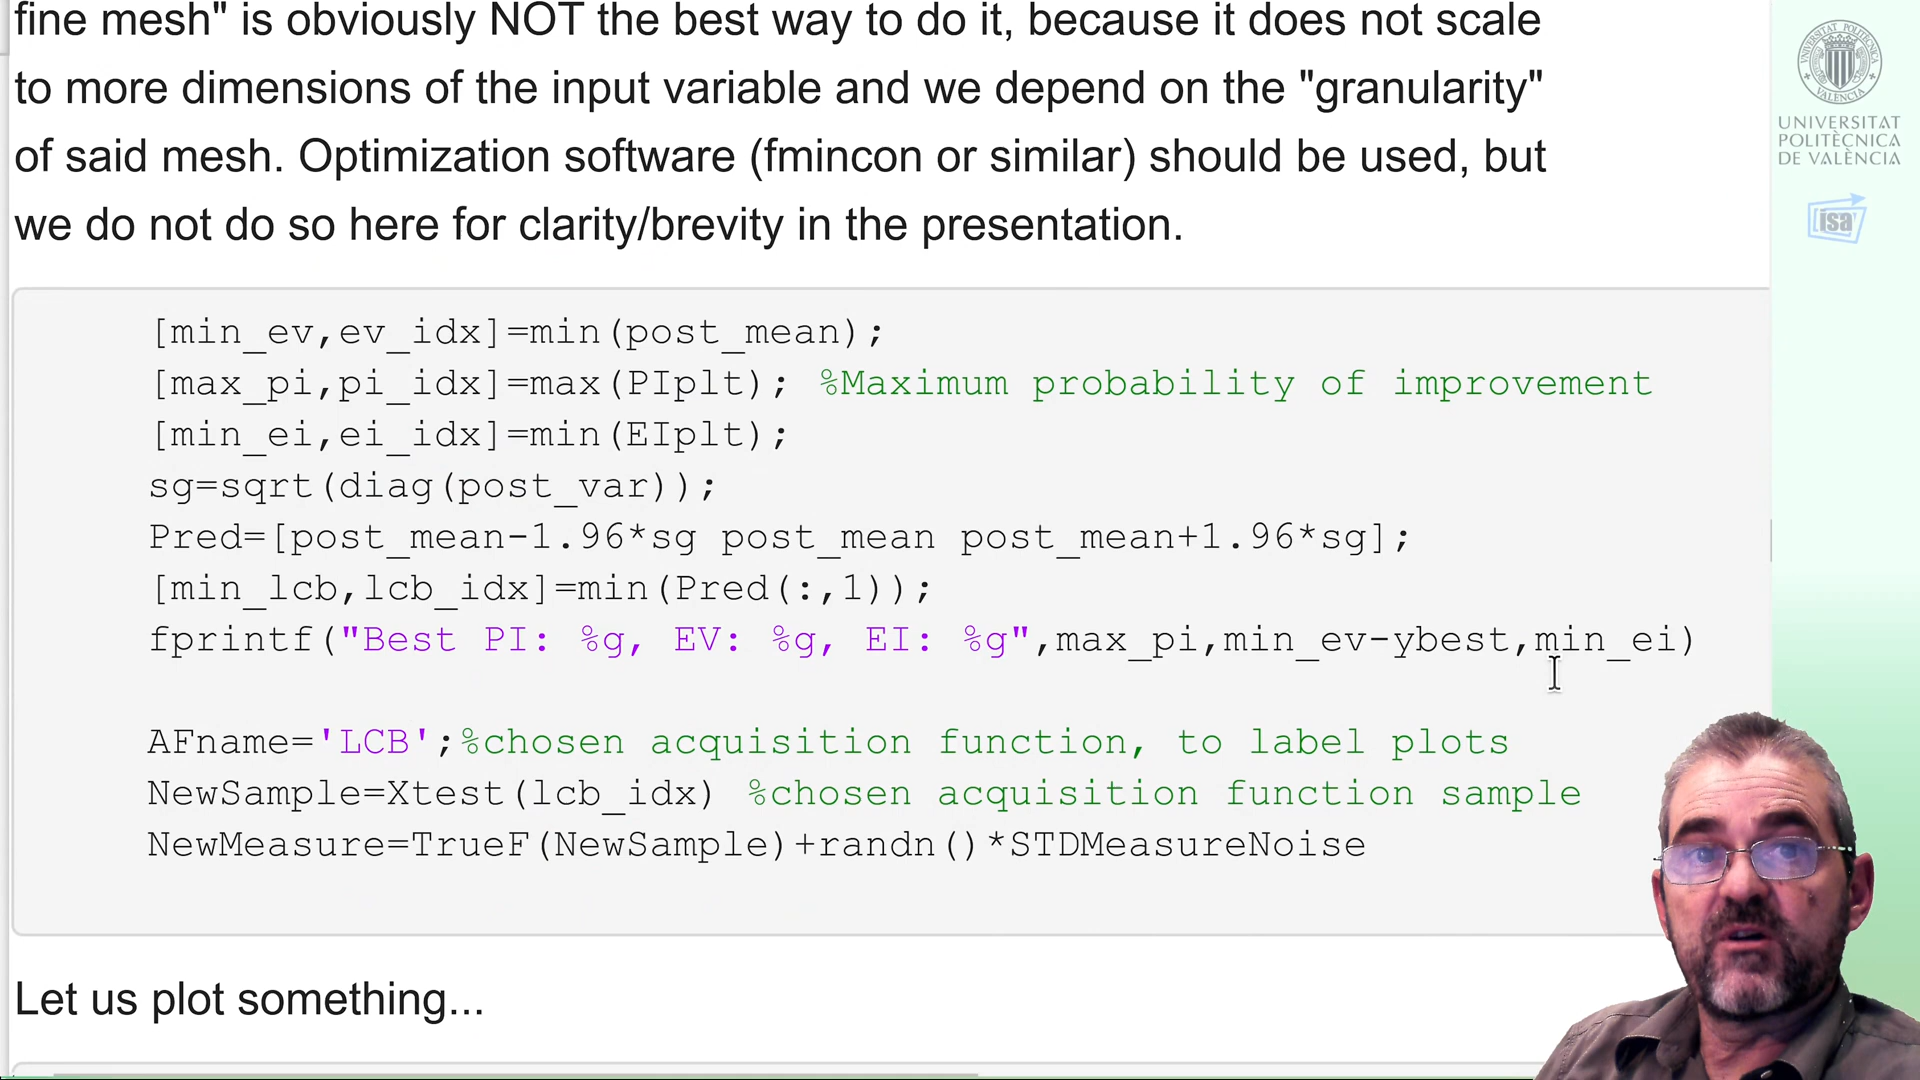 fine mesh" is obviously NOT the best way to do it, because it does not scale
to more dimensions of the input variable and we depend on the "granularity"
of said mesh. Optimization software (fmincon or similar) should be used, but
we do not do so here for clarity/brevity in the presentation.
[min_ev,ev_idx]=min(post_mean);
[max_pi,pi_idx]=max(PIplt); %Maximum probability of improvement
[min_ei,ei_idx]=min(EIplt);
sg=sqrt(diag(post_var));
Pred=[post_mean-1.96*sg post_mean post_mean+1.96*sg];
[min_lcb,lcb_idx]=min(Pred(:,1));
fprintf("Best PI: %g, EV: %g, EI: %g",max_pi,min_ev-ybest,min_ei)
AFname='LCB';%chosen acquisition function, to label plots
NewSample=Xtest(lcb_idx) %chosen acquisition function sample
NewMeasure=TrueF(NewSample)+randn()*STDMeasureNoise
Let us plot something...
UNIVERSITAT
POLITÈCNICA
DE VALÈNCIA
isa